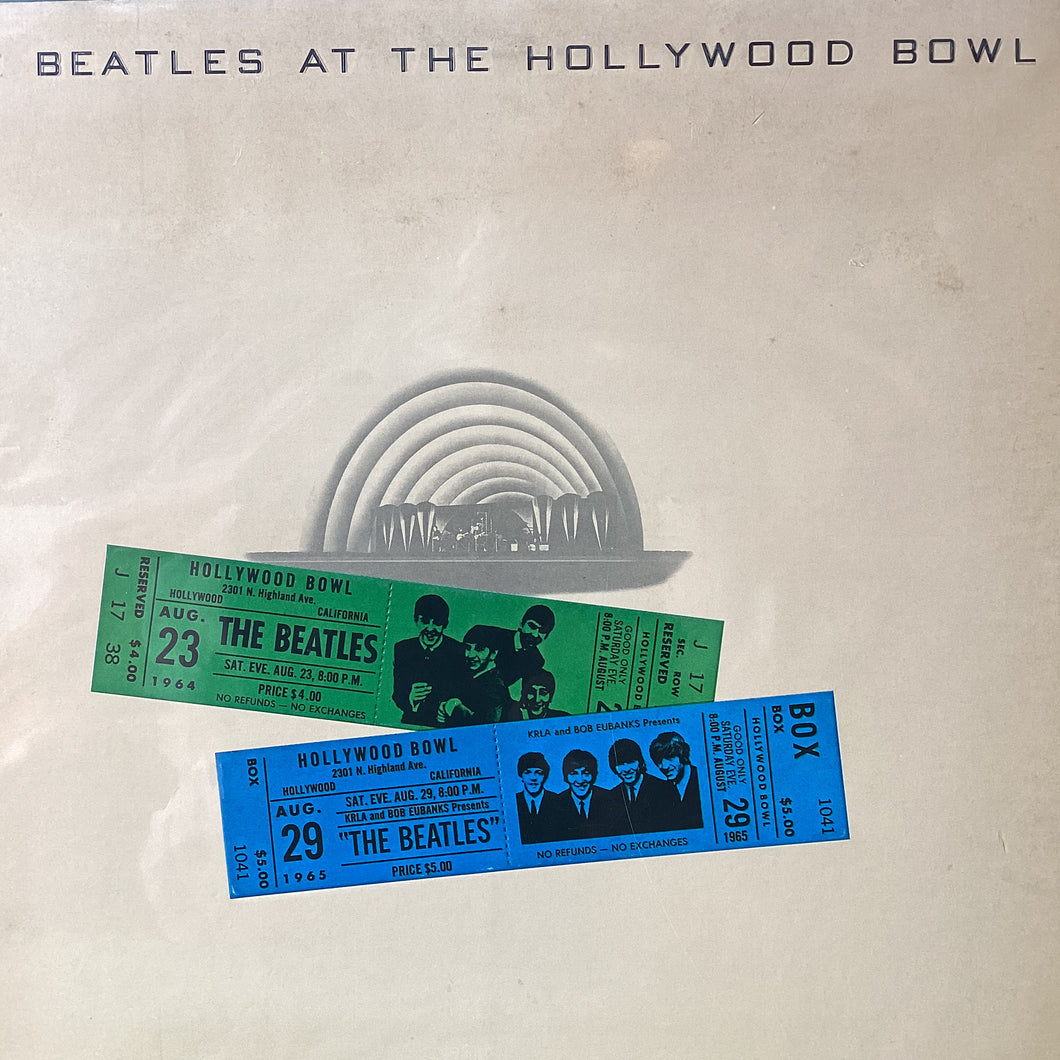 BEATLES AT THE HOLLYWOOD BOWL
RESERVED $4.00
J 17 38
HOLLYWOOD BOWL
2301 N. Highland Ave.
HOLLYWOOD CALIFORNIA
AUG.
23
1964
THE BEATLES
SAT. EVE. AUG. 23, 8:00 P.M.
PRICE $4.00
NO REFUNDS — NO EXCHANGES
GOOD ONLY
SATURDAY EVE.
8:00 P.M. AUGUST
HOLLYWOOD
RESERVED
SEC. ROW
J 17
BOX $5.00
1041
HOLLYWOOD BOWL
2301 N. Highland Ave.
HOLLYWOOD CALIFORNIA
AUG.
29
1965
SAT. EVE. AUG. 29, 8:00 P.M.
KRLA and BOB EUBANKS Presents
"THE BEATLES"
PRICE $5.00
KRLA and BOB EUBANKS Presents
NO REFUNDS — NO EXCHANGES
GOOD ONLY
SATURDAY EVE.
8:00 P.M. AUGUST
29
1965
HOLLYWOOD BOWL
BOX $5.00
BOX 1041